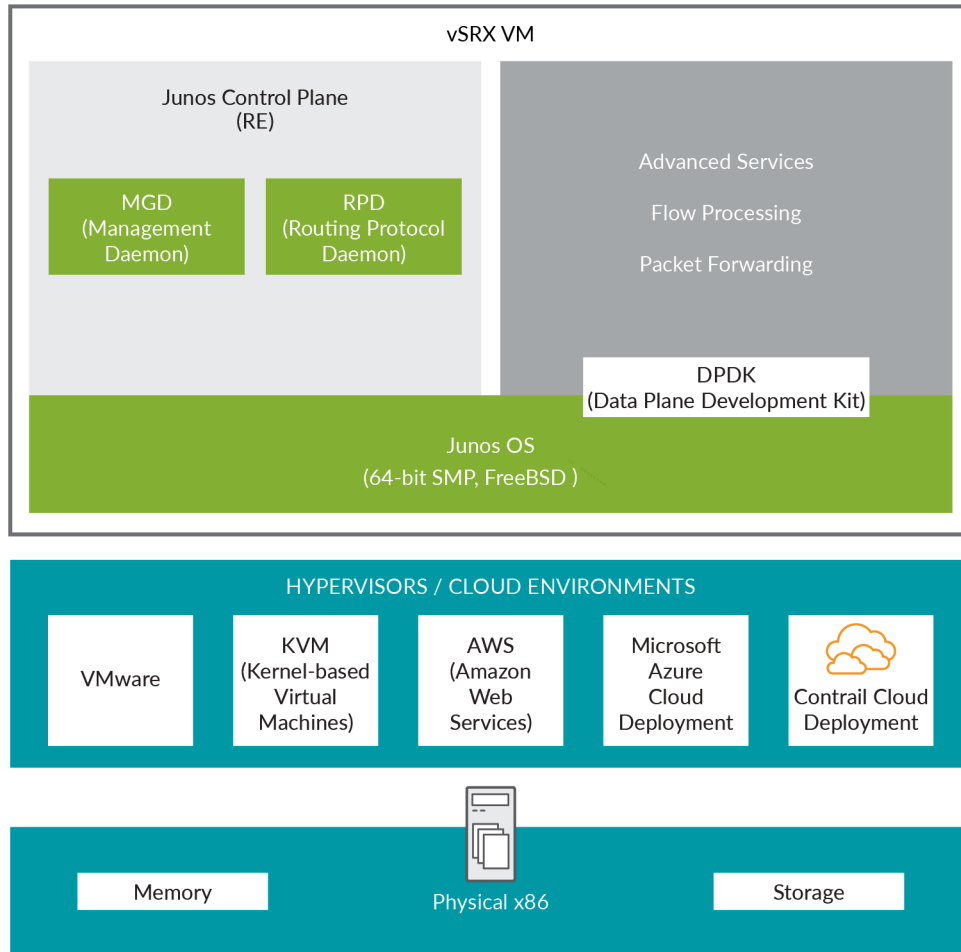 vSRX VM
Junos Control Plane
(RE)
MGD
(Management
Daemon)
RPD
(Routing Protocol
Daemon)
Advanced Services
Flow Processing
Packet Forwarding
DPDK
(Data Plane Development Kit)
Junos OS
(64-bit SMP, FreeBSD )
HYPERVISORS / CLOUD ENVIRONMENTS
VMware
KVM
(Kernel-based
Virtual
Machines)
AWS
(Amazon
Web
Services)
Microsoft
Azure
Cloud
Deployment
Contrail Cloud
Deployment
Memory
Physical x86
Storage